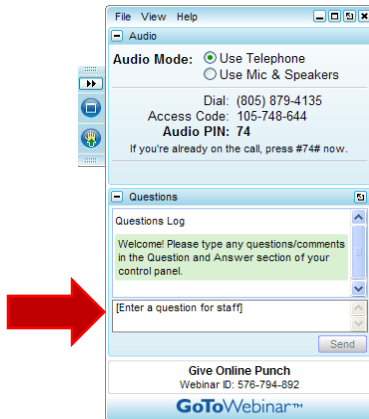 File View Help
Audio
Audio Mode: Use Telephone
Use Mic & Speakers
Dial: (805) 879-4135
Access Code: 105-748-644
Audio PIN: 74
If you're already on the call, press #74# now.
Questions
Questions Log
Welcome! Please type any questions/comments
in the Question and Answer section of your
control panel.
[Enter a question for staff]
Send
Give Online Punch
Webinar ID: 576-794-892
GoToWebinar™